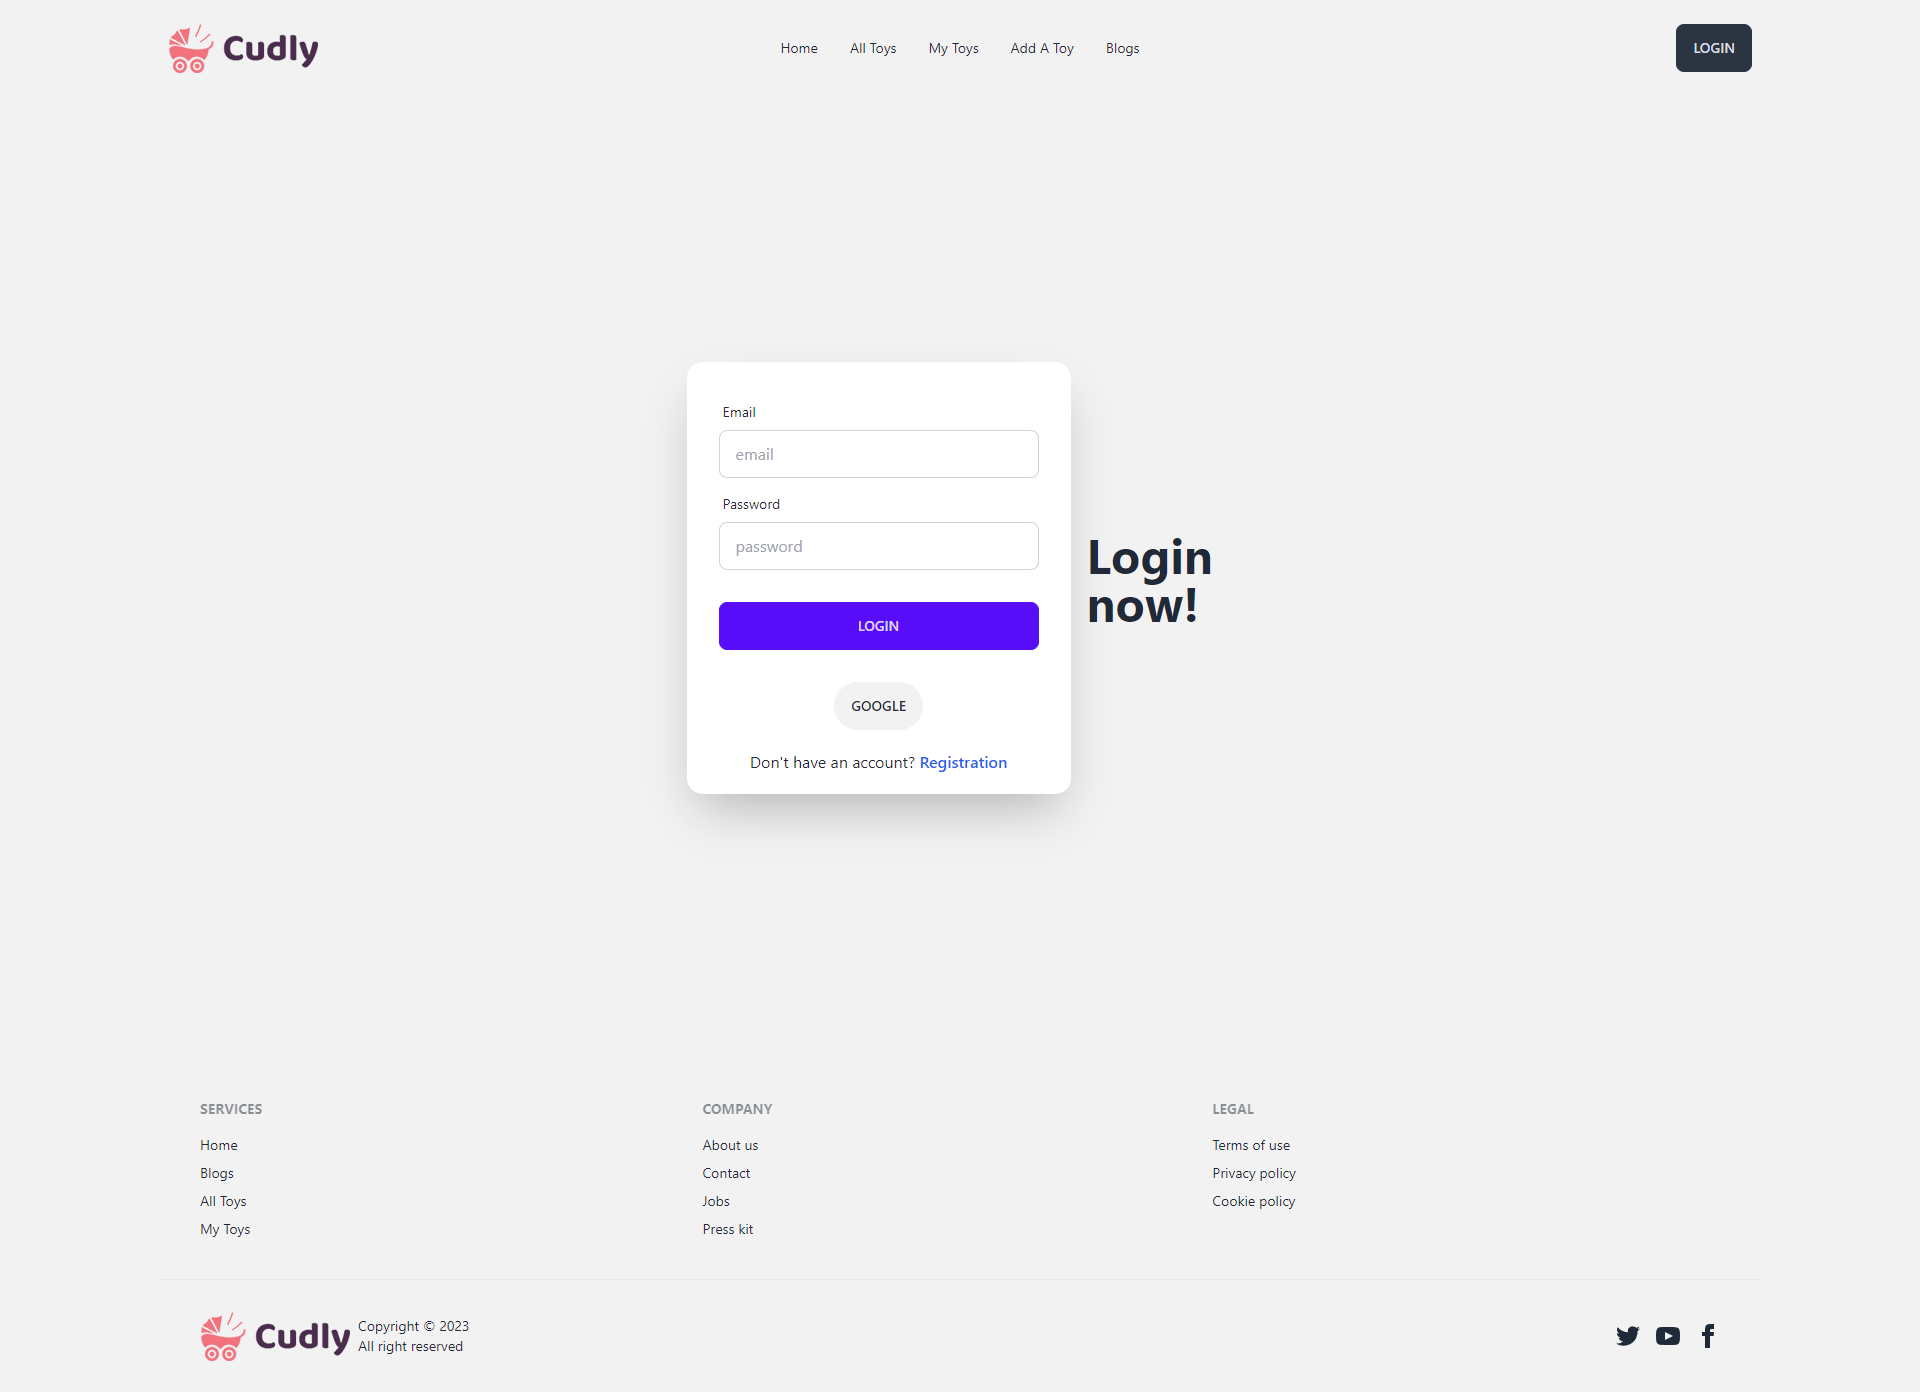 Cudly
Home
All Toys
My Toys
Add A Toy
Blogs
LOGIN
Email
email
Password
password
LOGIN
GOOGLE
Don't have an account? Registration
Login
now!
SERVICES
Home
Blogs
All Toys
My Toys
COMPANY
About us
Contact
Jobs
Press kit
LEGAL
Terms of use
Privacy policy
Cookie policy
Cudly
Copyright © 2023
All right reserved